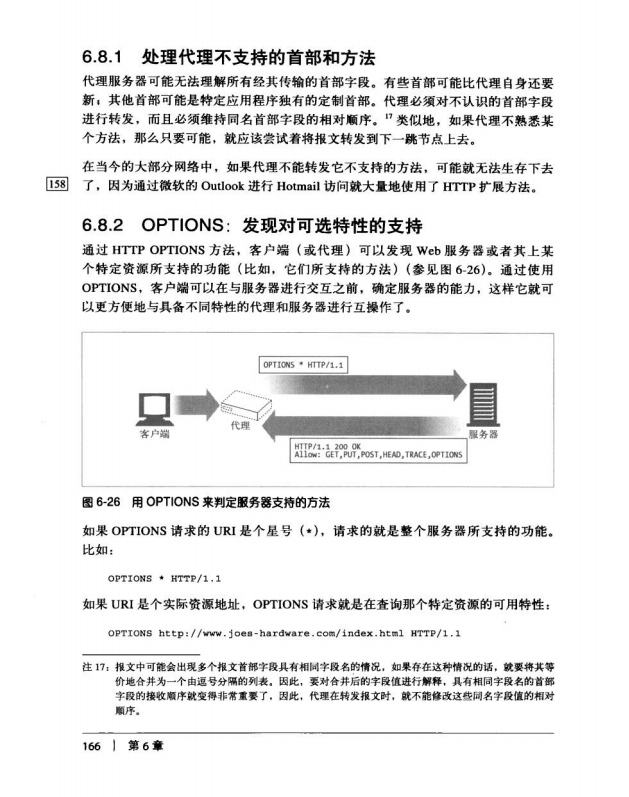 6.8.1 处理代理不支持的首部和方法
代理服务器可能无法理解所有经其传输的首部字段。有些首部可能比代理自身还要
新；其他首部可能是特定应用程序独有的定制首部。代理必须对不认识的首部字段
进行转发，而且必须维持同名首部字段的相对顺序。17 类似地，如果代理不熟悉某
个方法，那么只要可能，就应该尝试着将报文转发到下一跳节点上去。
在当今的大部分网络中，如果代理不能转发它不支持的方法，可能就无法生存下去
158 了，因为通过微软的 Outlook 进行 Hotmail 访问就大量地使用了 HTTP 扩展方法。
6.8.2 OPTIONS：发现对可选特性的支持
通过 HTTP OPTIONS 方法，客户端（或代理）可以发现 Web 服务器或者其上某
个特定资源所支持的功能（比如，它们所支持的方法）（参见图 6-26）。通过使用
OPTIONS，客户端可以在与服务器进行交互之前，确定服务器的能力，这样它就可
以更方便地与具备不同特性的代理和服务器进行互操作了。
OPTIONS * HTTP/1.1
客户端
代理
服务器
HTTP/1.1 200 OK
Allow: GET,PUT,POST,HEAD,TRACE,OPTIONS
图 6-26 用 OPTIONS 来判定服务器支持的方法
如果 OPTIONS 请求的 URI 是个星号（*），请求的就是整个服务器所支持的功能。
比如：
OPTIONS * HTTP/1.1
如果 URI 是个实际资源地址，OPTIONS 请求就是在查询那个特定资源的可用特性：
OPTIONS http://www.joes-hardware.com/index.html HTTP/1.1
注 17：报文中可能会出现多个报文首部字段具有相同字段名的情况，如果存在这种情况的话，就要将其等
价地合并为一个由逗号分隔的列表。因此，要对合并后的字段值进行解释，具有相同字段名的首部
字段的接收顺序就变得非常重要了，因此，代理在转发报文时，就不能修改这些同名字段值的相对
顺序。
166 | 第 6 章